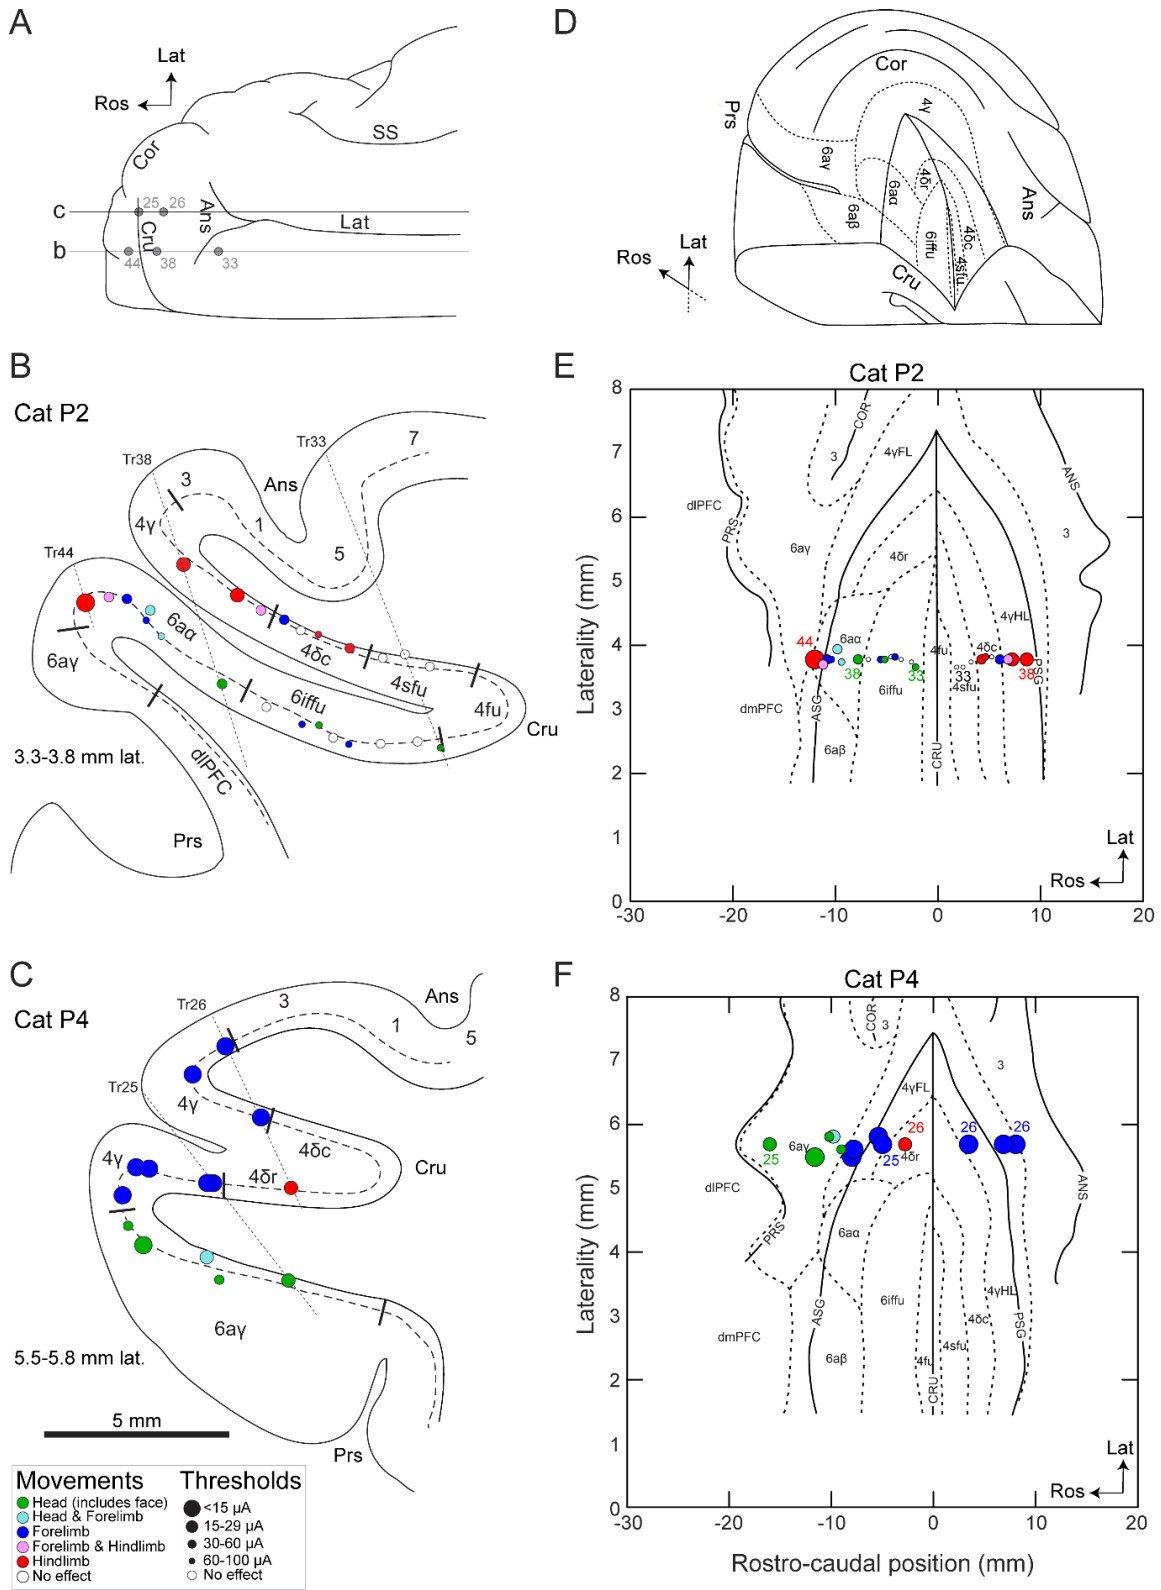 A
Lat
Ros
SS
Cor
25
26
c
Ans
Cru
Lat
b
44
38
33
D
Cor
Prs
4γ
6aγ
4δr
6aα
Ans
6aβ
6iffu
4δc
4sfu
Lat
Ros
Cru
B
Cat P2
Tr33
7
Tr38
3
Ans
4γ
1
5
Tr44
6aα
6aγ
4δc
4sfu
6iffu
4fu
Cru
dlPFC
3.3-3.8 mm lat.
Prs
E
Cat P2
8
COR
4γFL
7
3
ANS
dlPFC
6
PRS
6aγ
3
4δr
5
Laterality (mm)
4γHL
44
6aα
4fu
4δc
4
38
33
33
38
6iffu
4sfu
PSG
dmPFC
ASG
3
6aβ
CRU
2
1
Lat
Ros
0
-30
-20
-10
0
10
20
C
Cat P4
Ans
Tr26
3
1
5
Tr25
4γ
4δc
Cru
4γ
4δr
6aγ
5.5-5.8 mm lat.
5 mm
Prs
Movements
Head (includes face)
Head & Forelimb
Forelimb
Forelimb & Hindlimb
Hindlimb
No effect
Thresholds
<15 µA
15-29 µA
30-60 µA
60-100 µA
No effect
F
Cat P4
8
COR
3
7
3
4γFL
6
26
26
26
6aγ
25
25
4δr
5
dlPFC
ANS
PRS
Laterality (mm)
6aα
4
6iffu
4γHL
3
ASG
4δc
PSG
dmPFC
4sfu
6aβ
4fu
2
CRU
1
Lat
Ros
0
-30
-20
-10
0
10
20
Rostro-caudal position (mm)